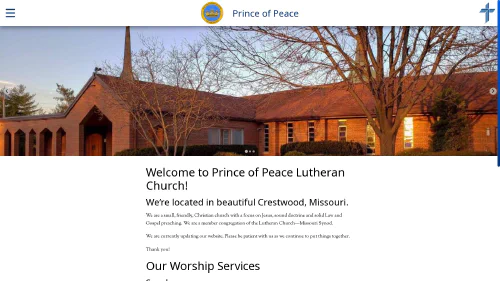 Prince of Peace
Welcome to Prince of Peace Lutheran
Church!
We're located in beautiful Crestwood, Missouri.
We are a small, friendly, Christian church with a focus on Jesus, sound doctrine and solid Law and
Gospel preaching. We are a member congregation of the Lutheran Church—Missouri Synod.
We are currently updating our website. Please be patient with us as we continue to put things together.
Thank you!
Our Worship Services